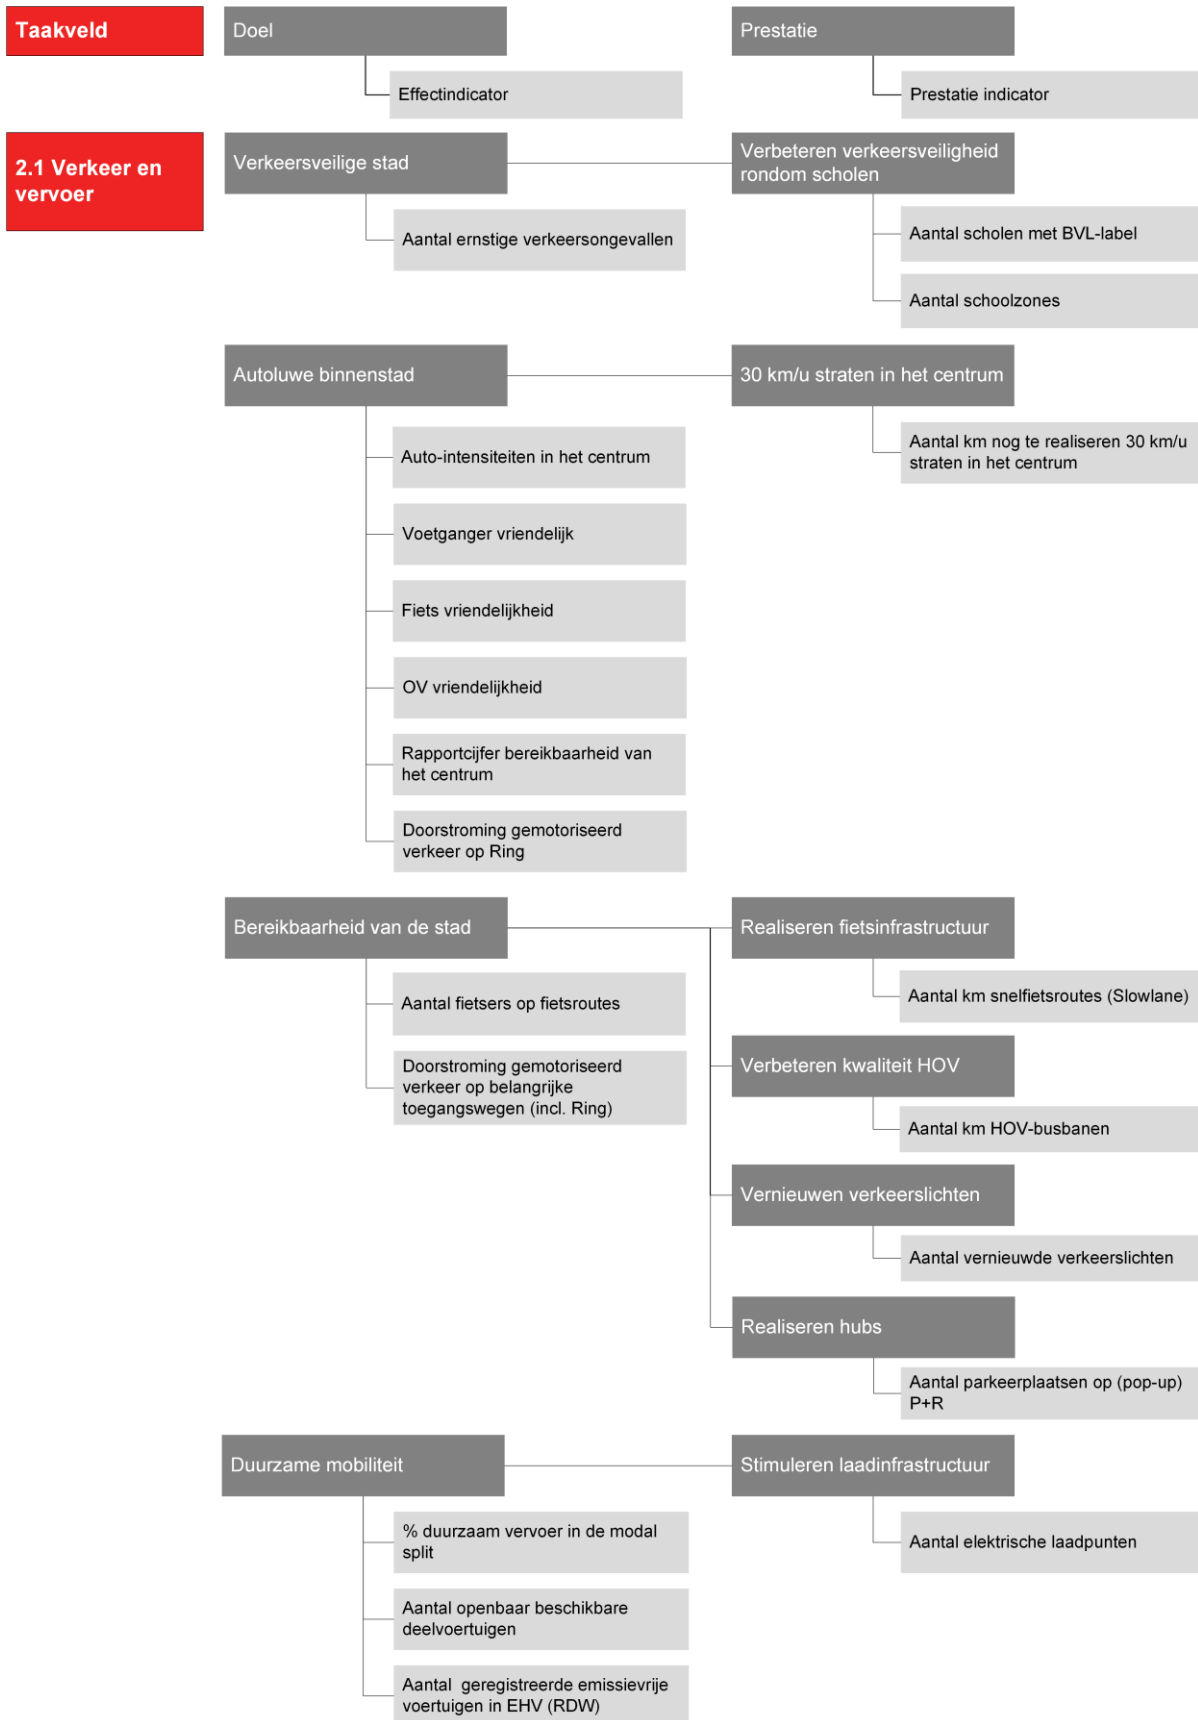 Taakveld
Doel
Prestatie
Effectindicator
Prestatie indicator
2.1 Verkeer en
vervoer
Verkeersveilige stad
Verbeteren verkeersveiligheid
rondom scholen
Aantal ernstige verkeersongevallen
Aantal scholen met BVL-label
Aantal schoolzones
Autoluwe binnenstad
30 km/u straten in het centrum
Auto-intensiteiten in het centrum
Aantal km nog te realiseren 30 km/u
straten in het centrum
Voetganger vriendelijk
Fiets vriendelijkheid
OV vriendelijkheid
Rapportcijfer bereikbaarheid van
het centrum
Doorstroming gemotoriseerd
verkeer op Ring
Bereikbaarheid van de stad
Realiseren fietsinfrastructuur
Aantal fietsers op fietsroutes
Aantal km snelfietsroutes (Slowlane)
Doorstroming gemotoriseerd
verkeer op belangrijke
toegangswegen (incl. Ring)
Verbeteren kwaliteit HOV
Aantal km HOV-busbanen
Vernieuwen verkeerslichten
Aantal vernieuwde verkeerslichten
Realiseren hubs
Aantal parkeerplaatsen op (pop-up)
P+R
Duurzame mobiliteit
Stimuleren laadinfrastructuur
% duurzaam vervoer in de modal
split
Aantal elektrische laadpunten
Aantal openbaar beschikbare
deelvoertuigen
Aantal  geregistreerde emissievrije
voertuigen in EHV (RDW)